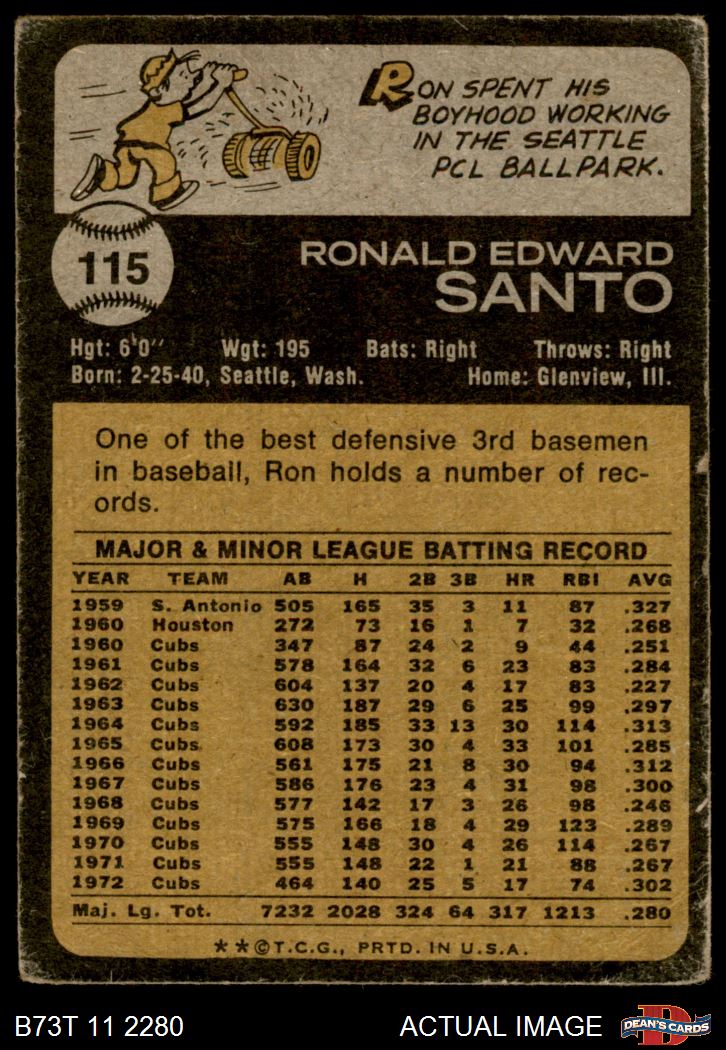 RON SPENT HIS
BOYHOOD WORKING
IN THE SEATTLE
PCL BALLPARK.
115
RONALD EDWARD
SANTO
Hgt: 6'0" Wgt: 195 Bats: Right Throws: Right
Born: 2-25-40, Seattle, Wash. Home: Glenview, Ill.
One of the best defensive 3rd basemen
in baseball, Ron holds a number of rec-
ords.
MAJOR & MINOR LEAGUE BATTING RECORD
YEAR TEAM AB H 2B 3B HR RBI AVG
1959 S. Antonio 505 165 35 3 11 87 .327
1960 Houston 272 73 16 1 7 32 .268
1960 Cubs 347 87 24 2 9 44 .251
1961 Cubs 578 164 32 6 23 83 .284
1962 Cubs 604 137 20 4 17 83 .227
1963 Cubs 630 187 29 6 25 99 .297
1964 Cubs 592 185 33 13 30 114 .313
1965 Cubs 608 173 30 4 33 101 .285
1966 Cubs 561 175 21 8 30 94 .312
1967 Cubs 586 176 23 4 31 98 .300
1968 Cubs 577 142 17 3 26 98 .246
1969 Cubs 575 166 18 4 29 123 .289
1970 Cubs 555 148 30 4 26 114 .267
1971 Cubs 555 148 22 1 21 88 .267
1972 Cubs 464 140 25 5 17 74 .302
Maj. Lg. Tot. 7232 2028 324 64 317 1213 .280
**©T.C.G., PRTD. IN U.S.A.
B73T 11 2280 ACTUAL IMAGE
D
DEAN'S CARDS